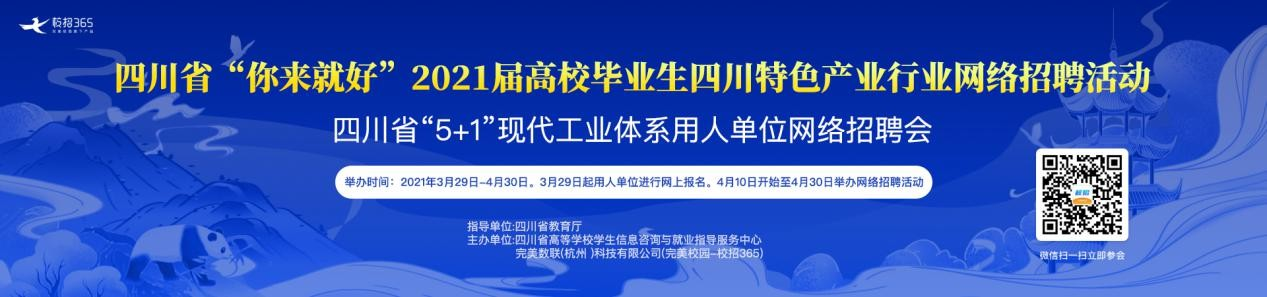 校招365
四川省“你来就好”2021届高校毕业生四川特色产业行业网络招聘活动
四川省“5+1”现代工业体系用人单位网络招聘会
举办时间：2021年3月29日-4月30日。3月29日起用人单位进行网上报名。4月10日开始至4月30日举办网络招聘活动
指导单位:四川省教育厅
主办单位:四川省高等学校学生信息咨询与就业指导服务中心
完美数联(杭州 )科技有限公司(完美校园-校招365)
校招
微信扫一扫立即参会